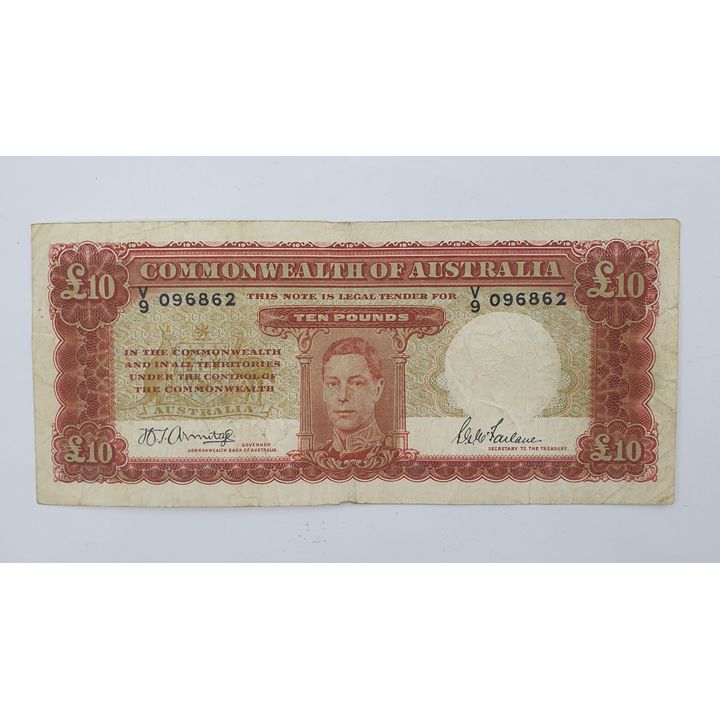 COMMONWEALTH OF AUSTRALIA
£10 £10
V/9 096862 THIS NOTE IS LEGAL TENDER FOR V/9 096862
TEN POUNDS
IN THE COMMONWEALTH
AND IN ALL TERRITORIES
UNDER THE CONTROL OF
THE COMMONWEALTH
AUSTRALIA
H.T. Armitage G.P.N. McFarlane
GOVERNOR
COMMONWEALTH BANK OF AUSTRALIA. SECRETARY TO THE TREASURY.
£10 £10